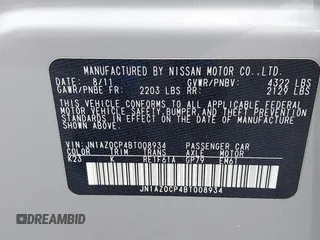 MANUFACTURED BY NISSAN MOTOR CO.,LTD.
DATE: 8/11 GVWR/PNBV: 4322 LBS
GAWR/PNBE FR: 2203 LBS RR: 2129 LBS
THIS VEHICLE CONFORMS TO ALL APPLICABLE FEDERAL
MOTOR VEHICLE SAFETY, BUMPER, AND THEFT PREVENTION
STANDARDS IN EFFECT ON THE DATE OF MANUFACTURE
SHOWN ABOVE.
VIN: JN1AZ0CP4BT008934 PASSENGER CAR
COLOR TRIM TRANS AXLE MOTOR
K23 K RE1F61A GP79 EM61
JN1AZ0CP4BT008934
DREAMBID